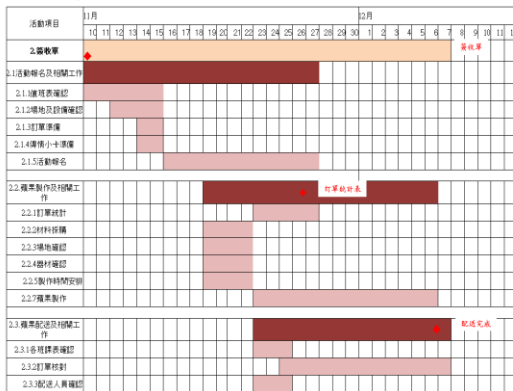 活動項目
11月
12月
10 11 12 13 14 15 16 17 18 19 20 21 22 23 24 25 26 27 28 29 30 1 2 3 4 5 6 7 8 9 10 11 12
2.簽收單
簽收單
2.1活動報名及相關工作
2.1.1值班表確認
2.1.2場地及設備確認
2.1.3訂單準備
2.1.4傳情小卡準備
2.1.5活動報名
2.2.蘋果製作及相關工
作
訂單統計表
2.2.1訂單統計
2.2.2材料採購
2.2.3場地確認
2.2.4器材確認
2.2.5製作時間安排
2.2.7蘋果製作
2.3.蘋果配送及相關工
作
配送完成
2.3.1各班課表確認
2.3.2訂單核對
2.3.3配送人員確認